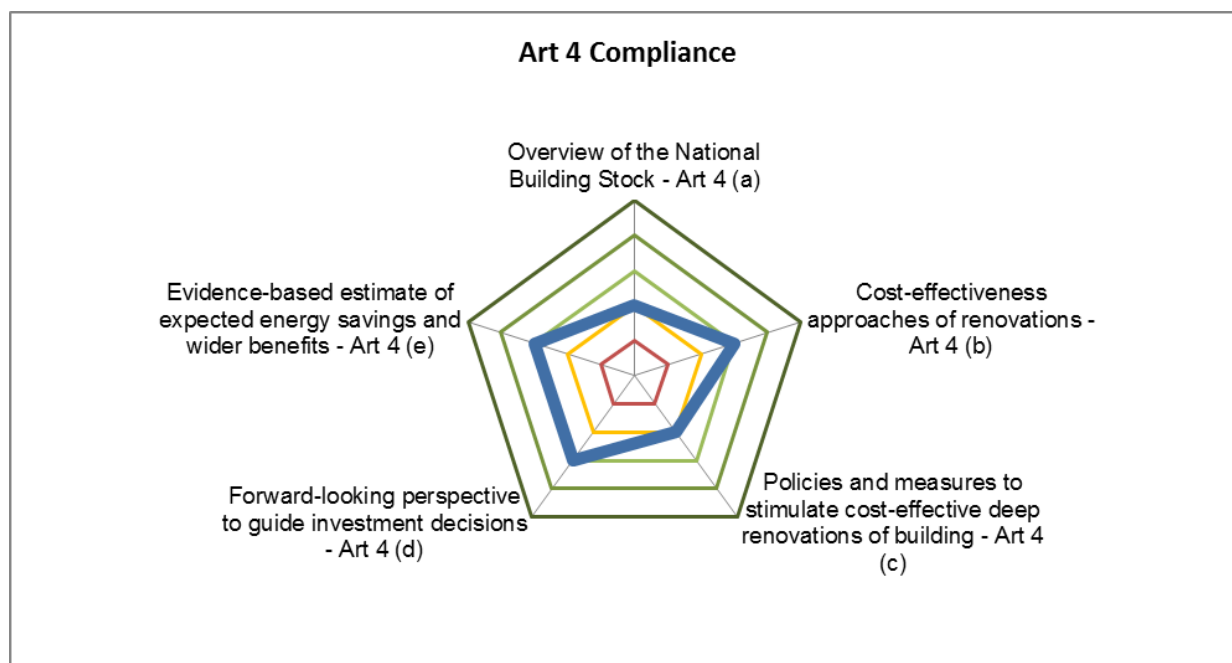 Art 4 Compliance
Overview of the National
Building Stock - Art 4 (a)
Cost-effectiveness
approaches of renovations -
Art 4 (b)
Policies and measures to
stimulate cost-effective deep
renovations of building - Art 4
(c)
Forward-looking perspective
to guide investment decisions
- Art 4 (d)
Evidence-based estimate of
expected energy savings and
wider benefits - Art 4 (e)